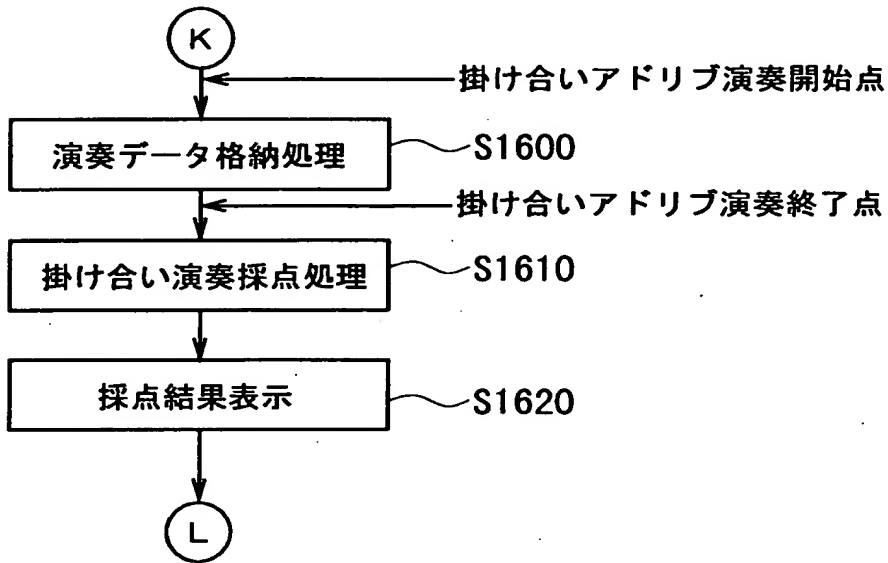 K
掛け合いアドリブ演奏開始点
演奏データ格納処理
S1600
掛け合いアドリブ演奏終了点
掛け合い演奏採点処理
S1610
採点結果表示
S1620
L